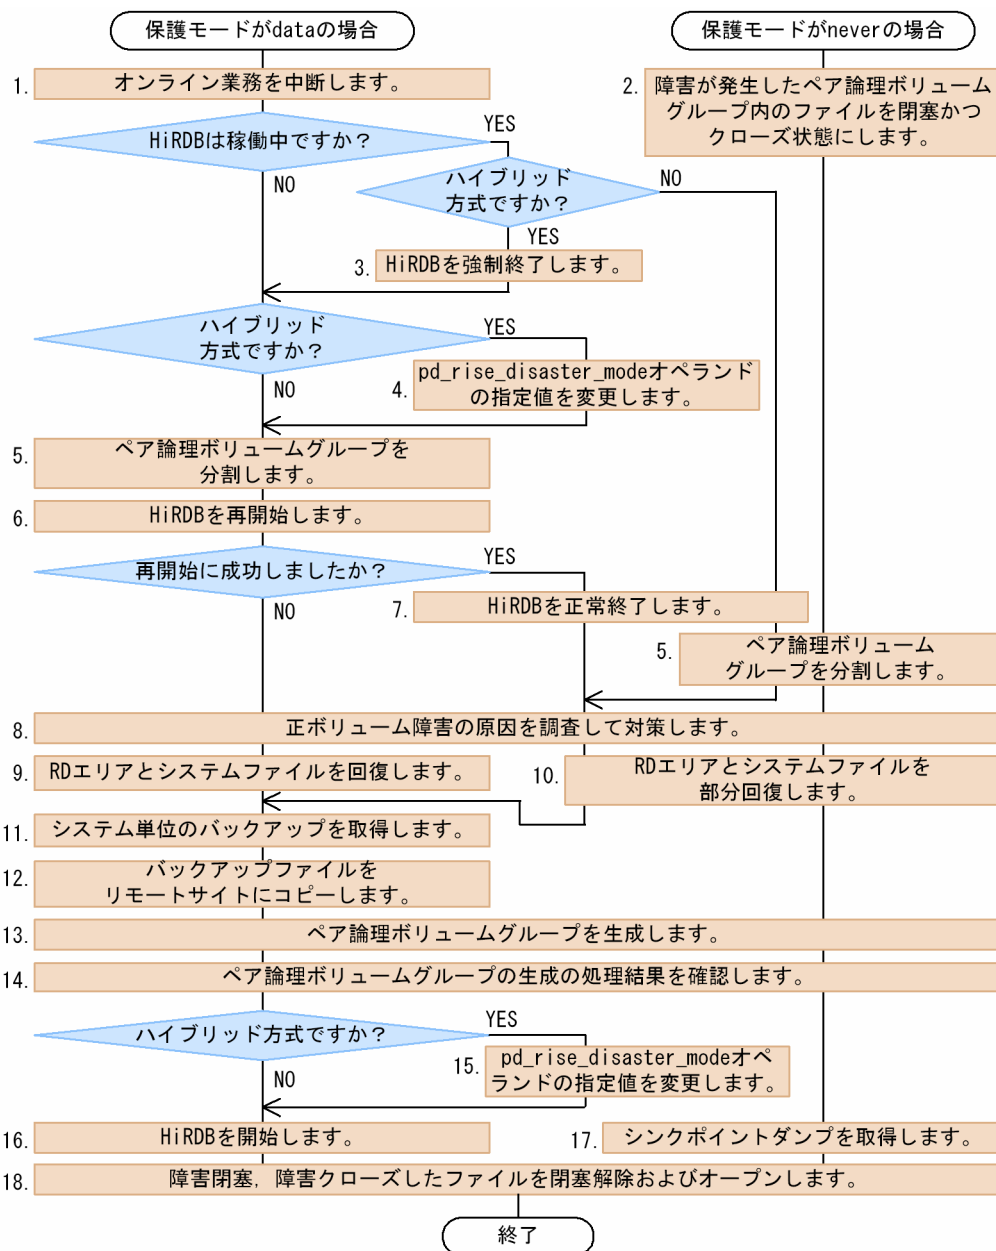 保護モードがdataの場合
保護モードがneverの場合
1. オンライン業務を中断します。
2. 障害が発生したペア論理ボリューム
グループ内のファイルを閉塞かつ
クローズ状態にします。
HiRDBは稼働中ですか？
YES
NO
ハイブリッド
方式ですか？
NO
YES
3. HiRDBを強制終了します。
ハイブリッド
方式ですか？
YES
NO
4. pd_rise_disaster_modeオペランド
の指定値を変更します。
5. ペア論理ボリュームグループを
分割します。
6. HiRDBを再開始します。
再開始に成功しましたか？
YES
NO
7. HiRDBを正常終了します。
5. ペア論理ボリューム
グループを分割します。
8. 正ボリューム障害の原因を調査して対策します。
9. RDエリアとシステムファイルを回復します。
10. RDエリアとシステムファイルを
部分回復します。
11. システム単位のバックアップを取得します。
12. バックアップファイルを
リモートサイトにコピーします。
13. ペア論理ボリュームグループを生成します。
14. ペア論理ボリュームグループの生成の処理結果を確認します。
ハイブリッド方式ですか？
YES
NO
15. pd_rise_disaster_modeオペ
ランドの指定値を変更します。
16. HiRDBを開始します。
17. シンクポイントダンプを取得します。
18. 障害閉塞，障害クローズしたファイルを閉塞解除およびオープンします。
終了